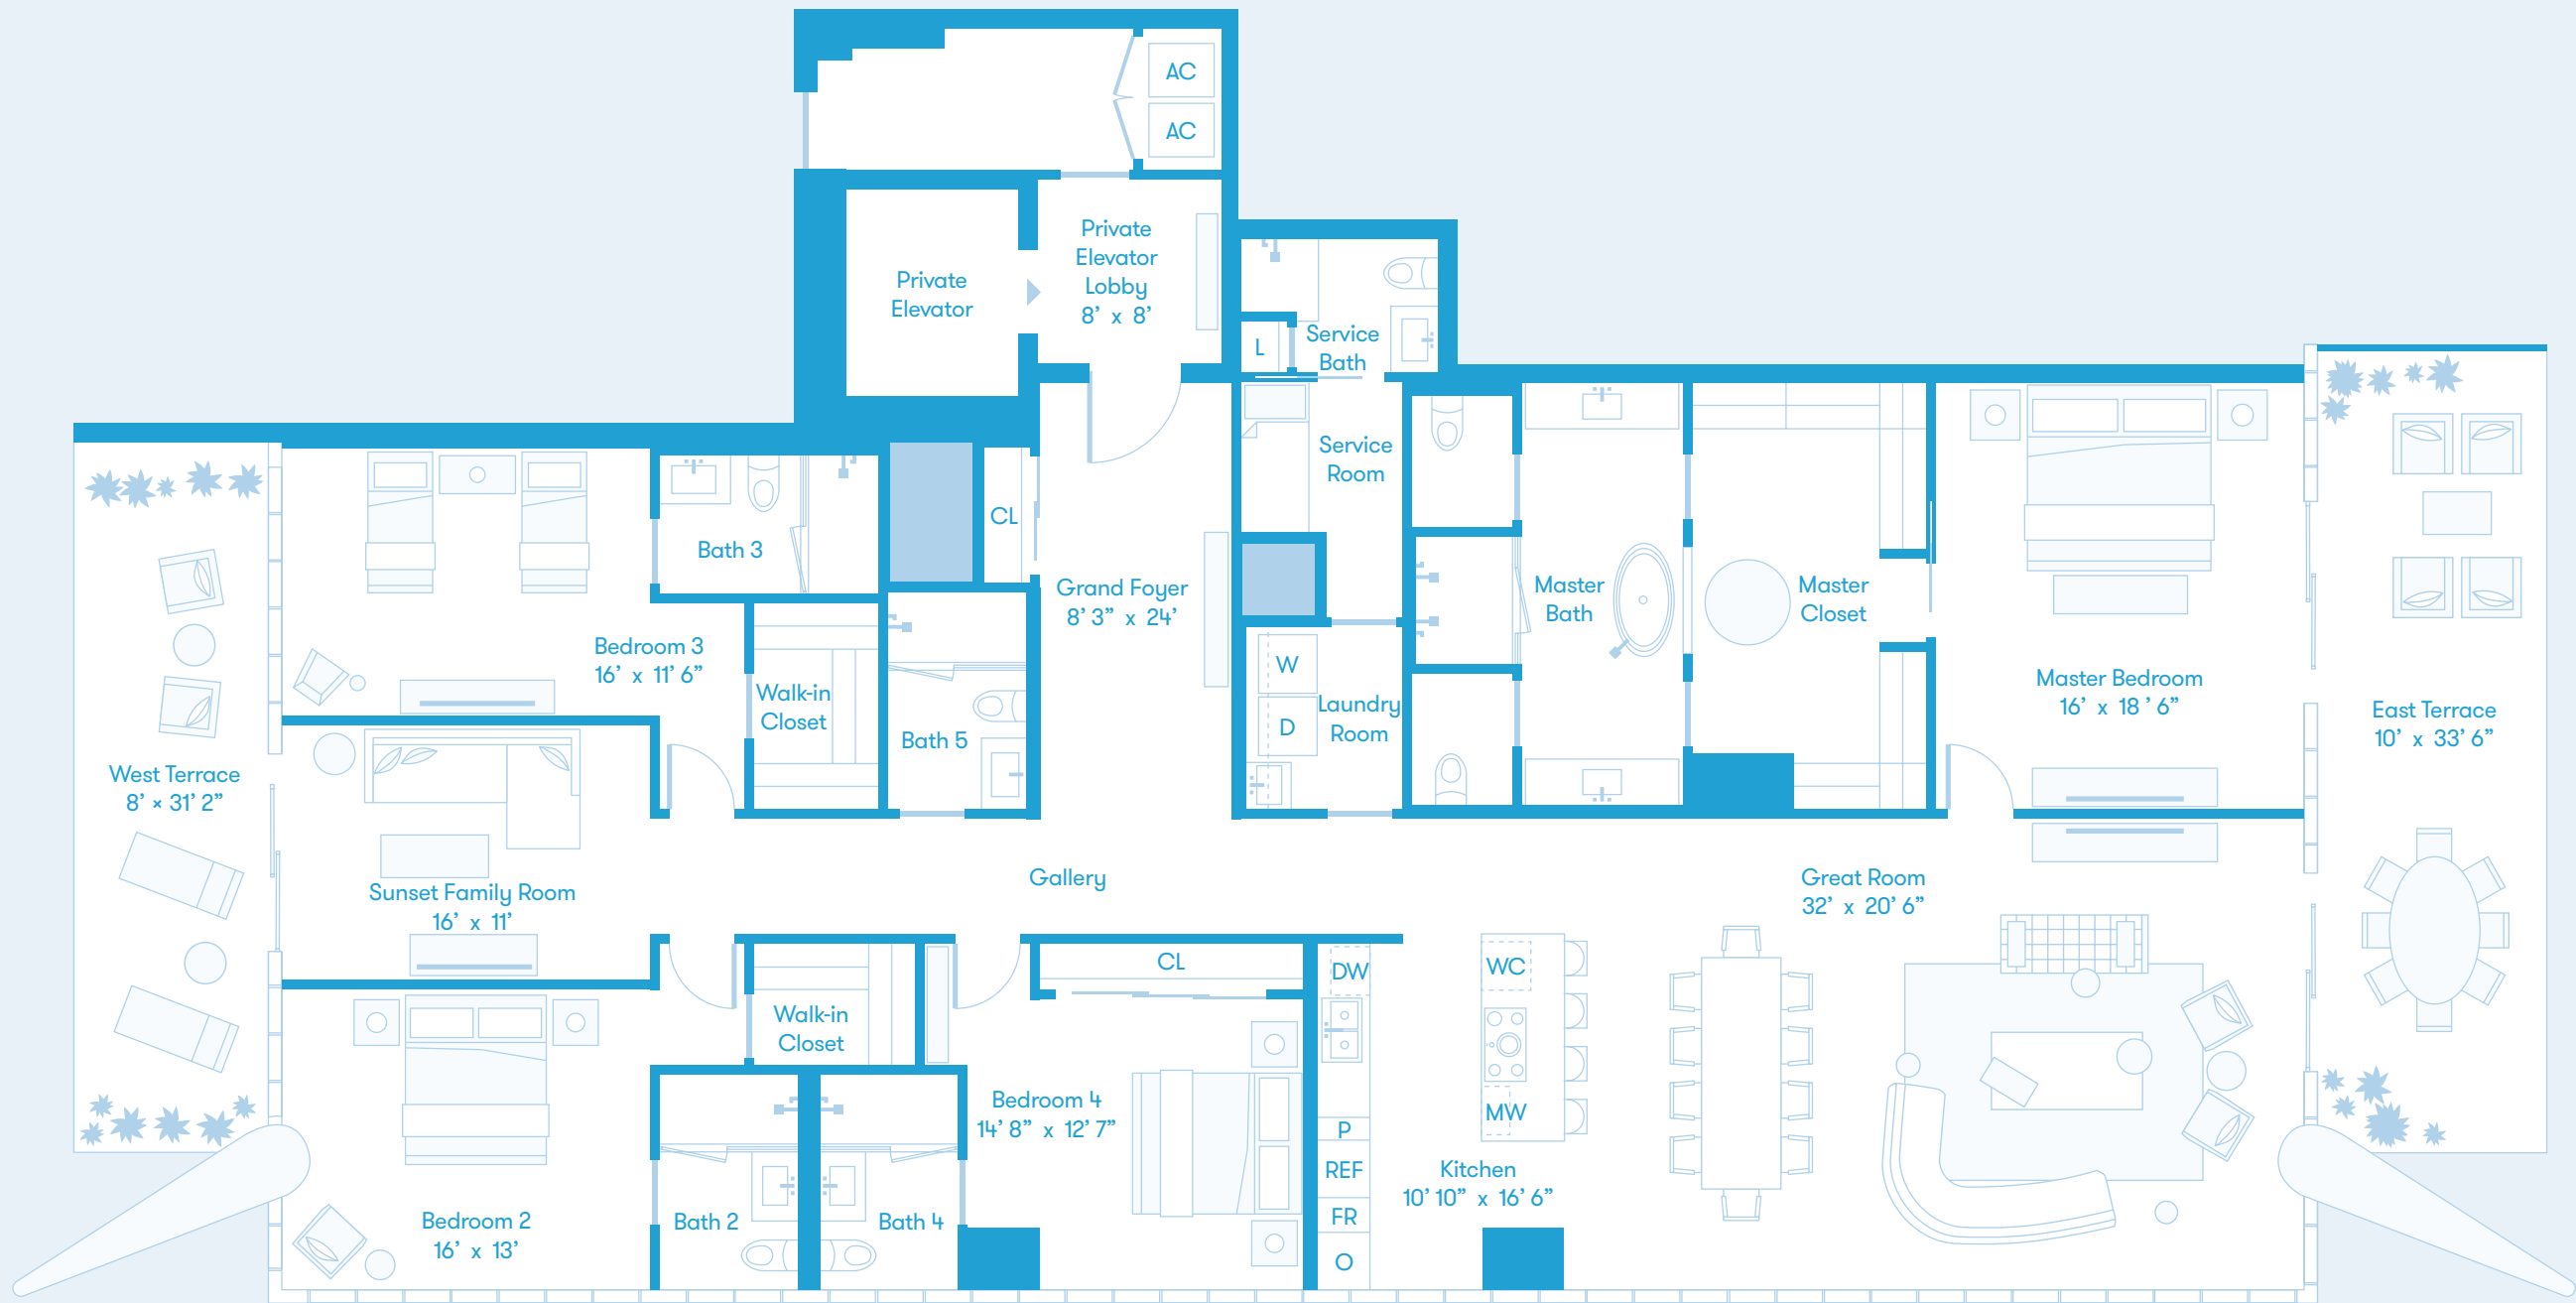 AC
AC
Private
Elevator
Lobby
8’ x 8’
Private
Elevator
Service
Bath
L
Service
Room
CL
Bath 3
Grand Foyer
8’ 3” x 24’
Master
Bath
Master
Closet
Bedroom 3
16’ x 11’ 6”
W
D
Laundry
Room
Walk-in
Closet
Bath 5
Master Bedroom
16’ x 18 ’ 6”
East Terrace
10’ x 33’ 6”
West Terrace
8’ × 31’ 2”
Sunset Family Room
16’ x 11’
Gallery
Great Room
32’ x 20’ 6”
CL
DW
WC
Walk-in
Closet
Bedroom 4
14’ 8” x 12’ 7”
MW
P
REF
FR
O
Kitchen
10’ 10” x 16’ 6”
Bedroom 2
16’ x 13’
Bath 2
Bath 4